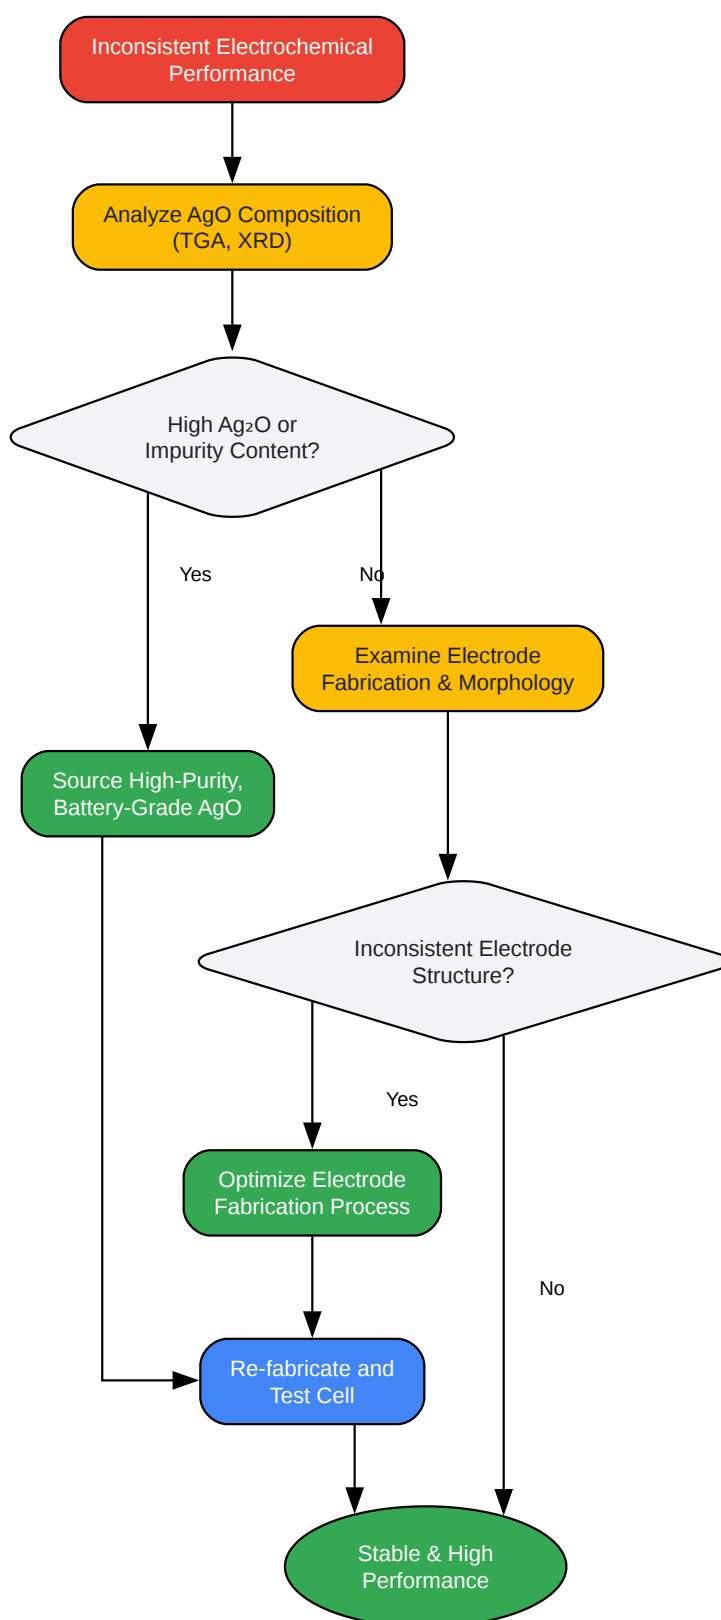 Inconsistent Electrochemical
Performance
Analyze AgO Composition
(TGA, XRD)
High Ag₂O or
Impurity Content?
Yes
No
Examine Electrode
Fabrication & Morphology
Source High-Purity,
Battery-Grade AgO
Inconsistent Electrode
Structure?
Yes
Optimize Electrode
Fabrication Process
No
Re-fabricate and
Test Cell
Stable & High
Performance